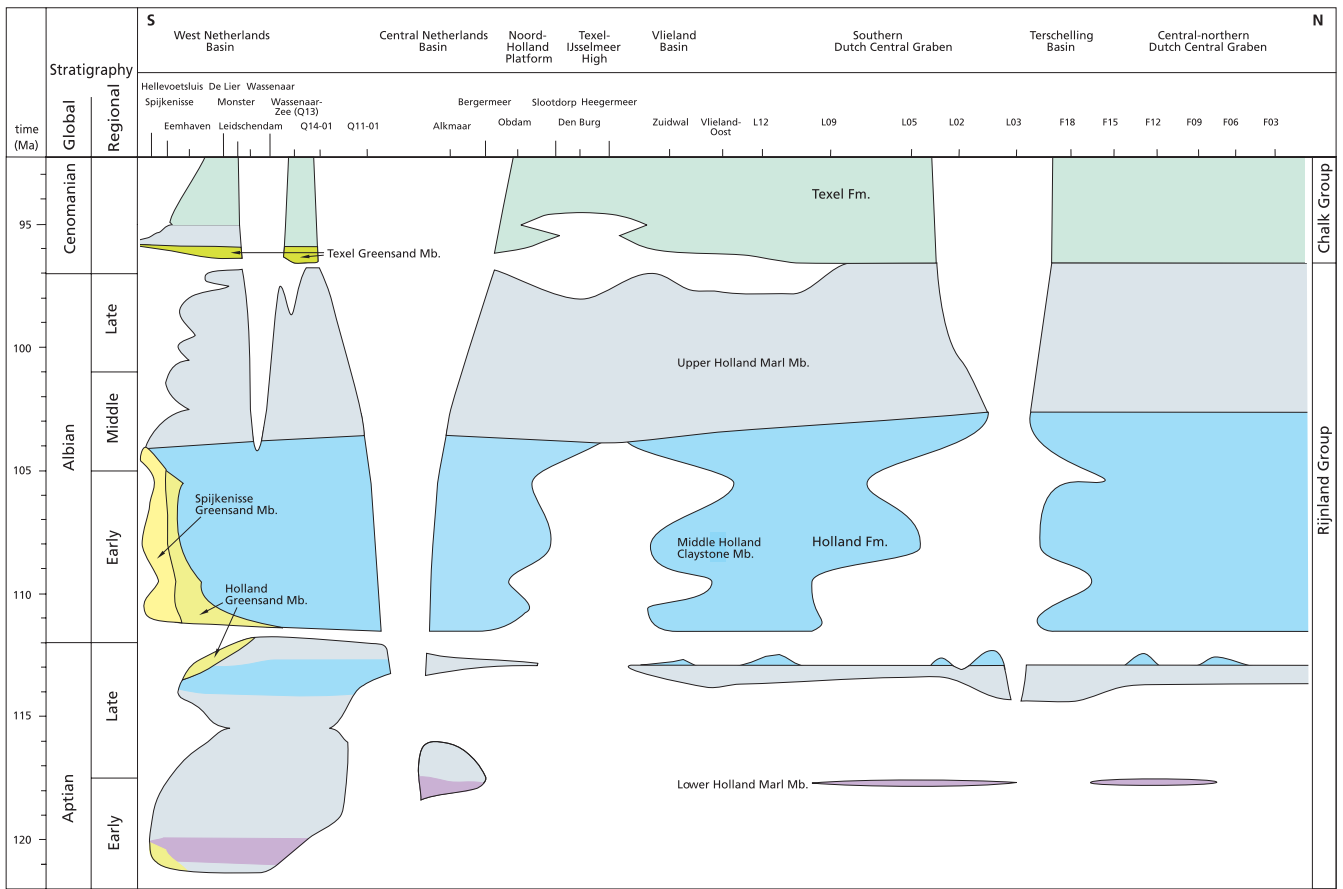 S
N
West Netherlands
Basin
Central Netherlands
Basin
Noord-
Holland
Platform
Texel-
IJsselmeer
High
Vlieland
Basin
Southern
Dutch Central Graben
Terschelling
Basin
Central-northern
Dutch Central Graben
Stratigraphy
time
(Ma)
Global
Regional
Hellevoetsluis De Lier Wassenaar
Spijkenisse Monster Wassenaar-
Zee (Q13)
Eemhaven Leidschendam Q14-01 Q11-01
Bergermeer Slootdorp Heegermeer
Alkmaar Obdam Den Burg Zuidwal Vlieland-
Oost
L12 L09 L05 L02 L03 F18 F15 F12 F09 F06 F03
Cenomanian
95
Texel Fm.
Chalk Group
Texel Greensand Mb.
Albian
Late
100
Upper Holland Marl Mb.
Middle
105
Rijnland Group
Spijkenisse
Greensand Mb.
Early
Middle Holland
Claystone Mb.
Holland Fm.
Holland
Greensand Mb.
110
Aptian
Late
115
Lower Holland Marl Mb.
Early
120